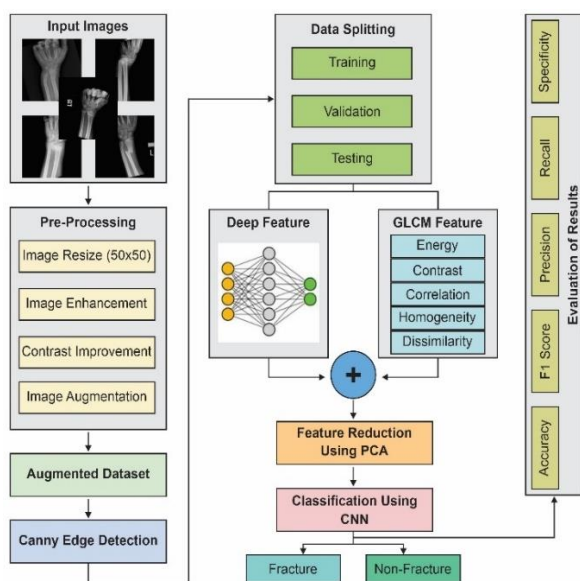 Input Images
Pre-Processing
Image Resize (50x50)
Image Enhancement
Contrast Improvement
Image Augmentation
Augmented Dataset
Canny Edge Detection
Data Splitting
Training
Validation
Testing
Deep Feature
GLCM Feature
Energy
Contrast
Correlation
Homogeneity
Dissimilarity
+
Feature Reduction
Using PCA
Classification Using
CNN
Fracture
Non-Fracture
Evaluation of Results
Specificity
Recall
Precision
F1 Score
Accuracy